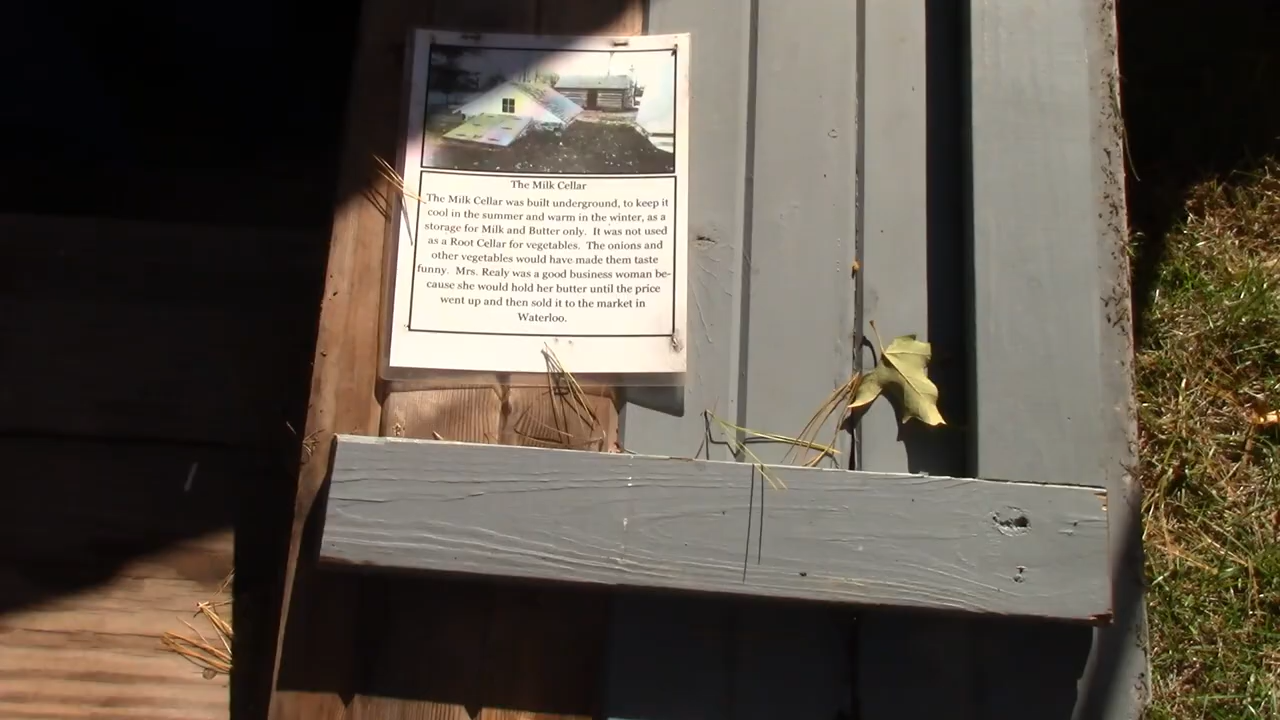 The Milk Cellar
The Milk Cellar was built underground, to keep it
cool in the summer and warm in the winter, as a
storage for Milk and Butter only. It was not used
as a Root Cellar for vegetables. The onions and
other vegetables would have made them taste
funny. Mrs. Realy was a good business woman be-
cause she would hold her butter until the price
went up and then sold it to the market in
Waterloo.